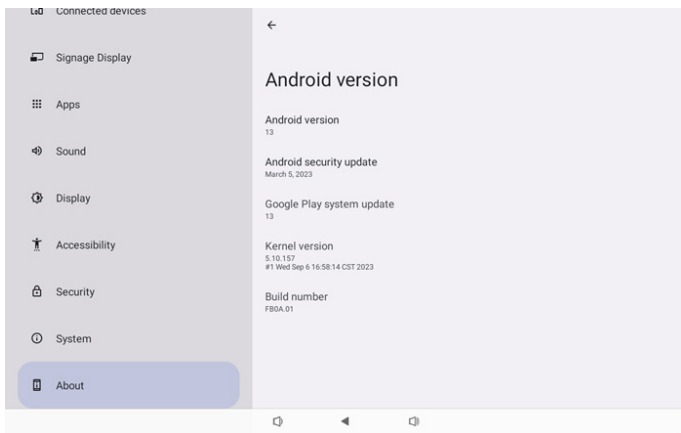 Connected devices
Signage Display
Apps
Sound
Display
Accessibility
Security
System
About
Android version
Android version
13
Android security update
March 5, 2023
Google Play system update
13
Kernel version
5.10.157
#1 Wed Sep 6 16:58:14 CST 2023
Build number
FB0A.01